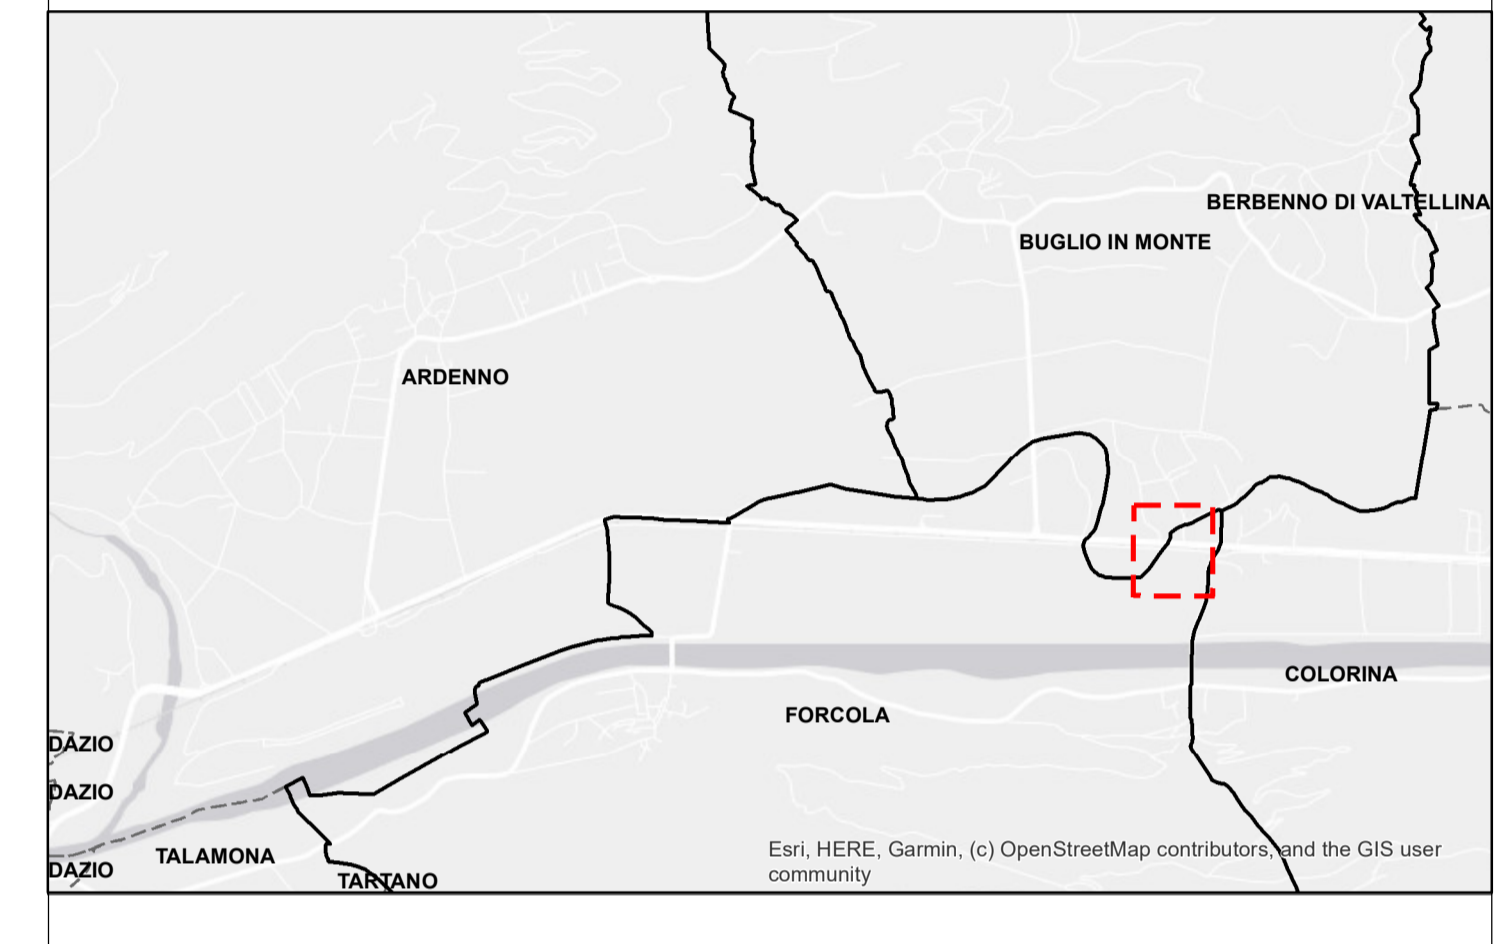 BERBENNO DI VALTELLINA
BUGLIO IN MONTE
ARDENNO
COLORINA
FORCOLA
DAZIO
DAZIO
TALAMONA
DAZIO
TARTANO
Esri, HERE, Garmin, (c) OpenStreetMap contributors, and the GIS user
community